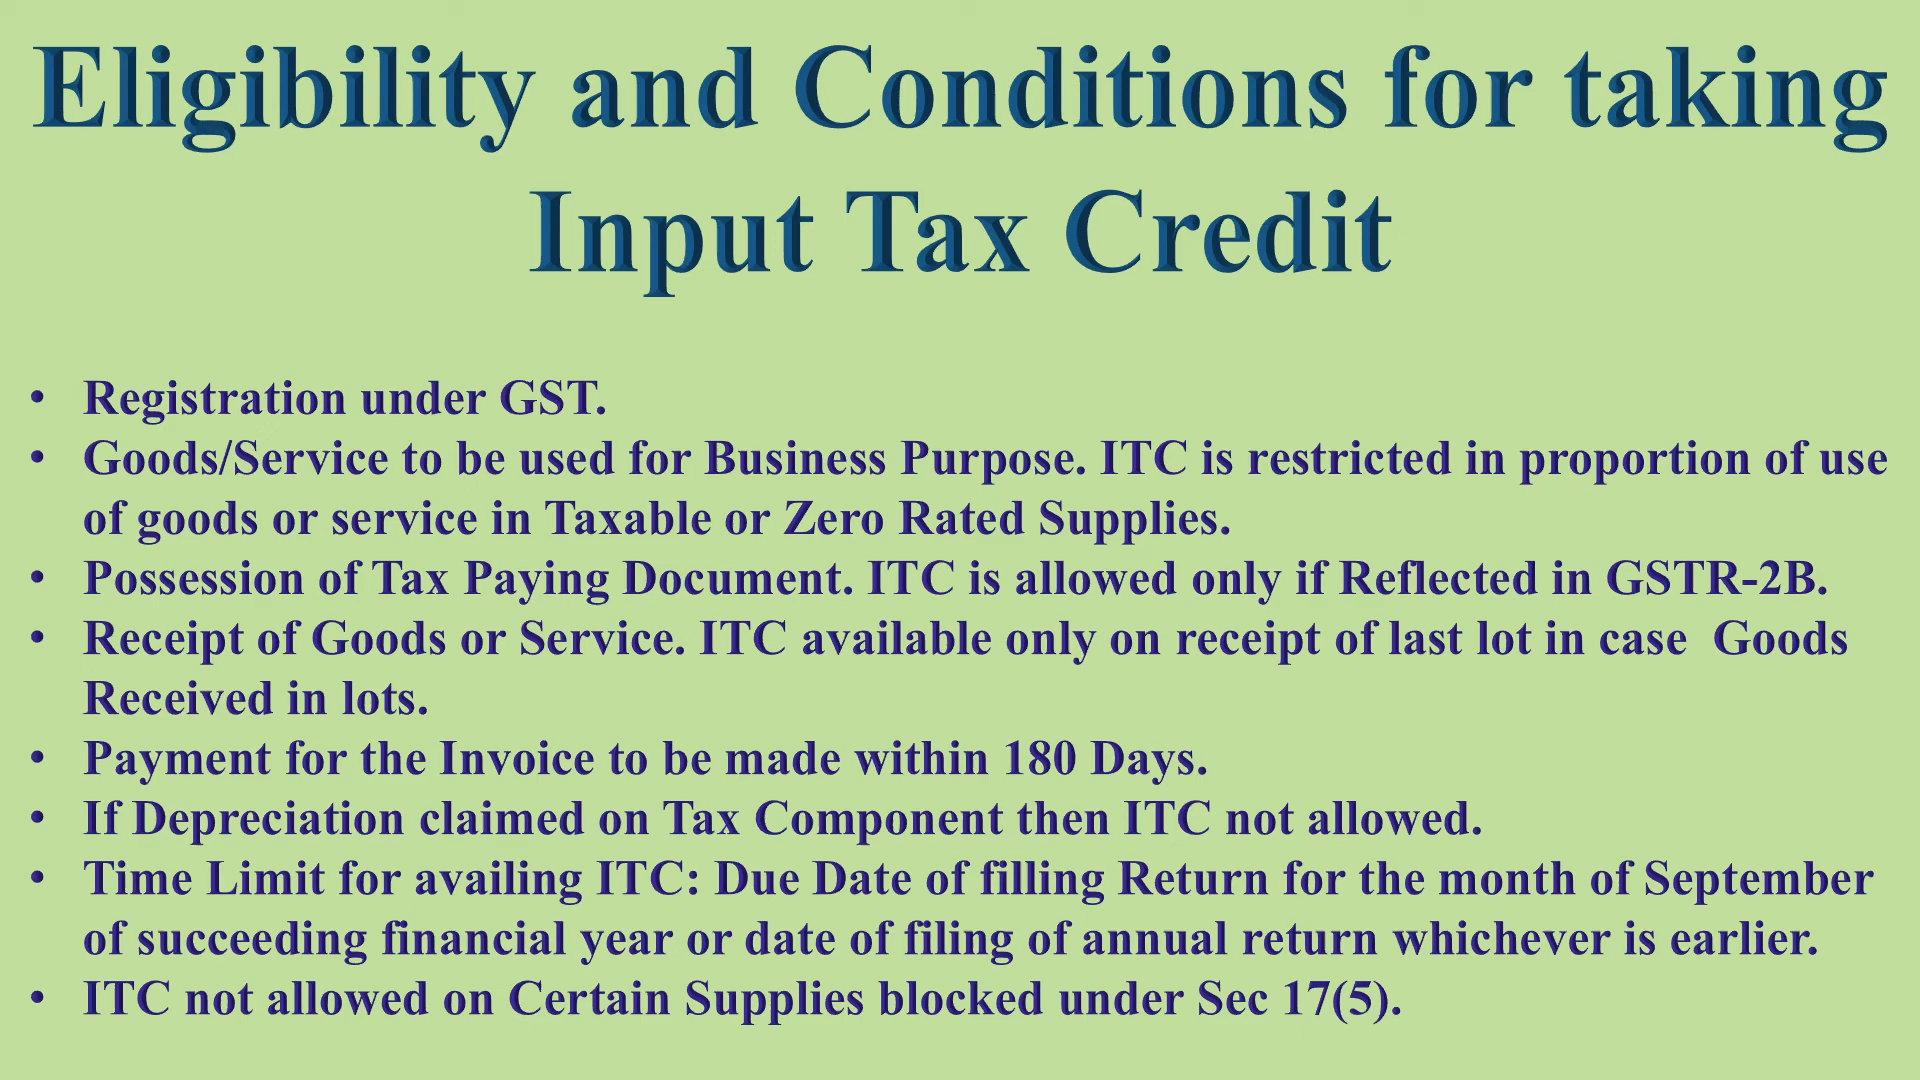 Eligibility and Conditions for taking
Input Tax Credit
• Registration under GST.
• Goods/Service to be used for Business Purpose. ITC is restricted in proportion of use
of goods or service in Taxable or Zero Rated Supplies.
• Possession of Tax Paying Document. ITC is allowed only if Reflected in GSTR-2B.
• Receipt of Goods or Service. ITC available only on receipt of last lot in case  Goods
Received in lots.
• Payment for the Invoice to be made within 180 Days.
• If Depreciation claimed on Tax Component then ITC not allowed.
• Time Limit for availing ITC: Due Date of filling Return for the month of September
of succeeding financial year or date of filing of annual return whichever is earlier.
• ITC not allowed on Certain Supplies blocked under Sec 17(5).